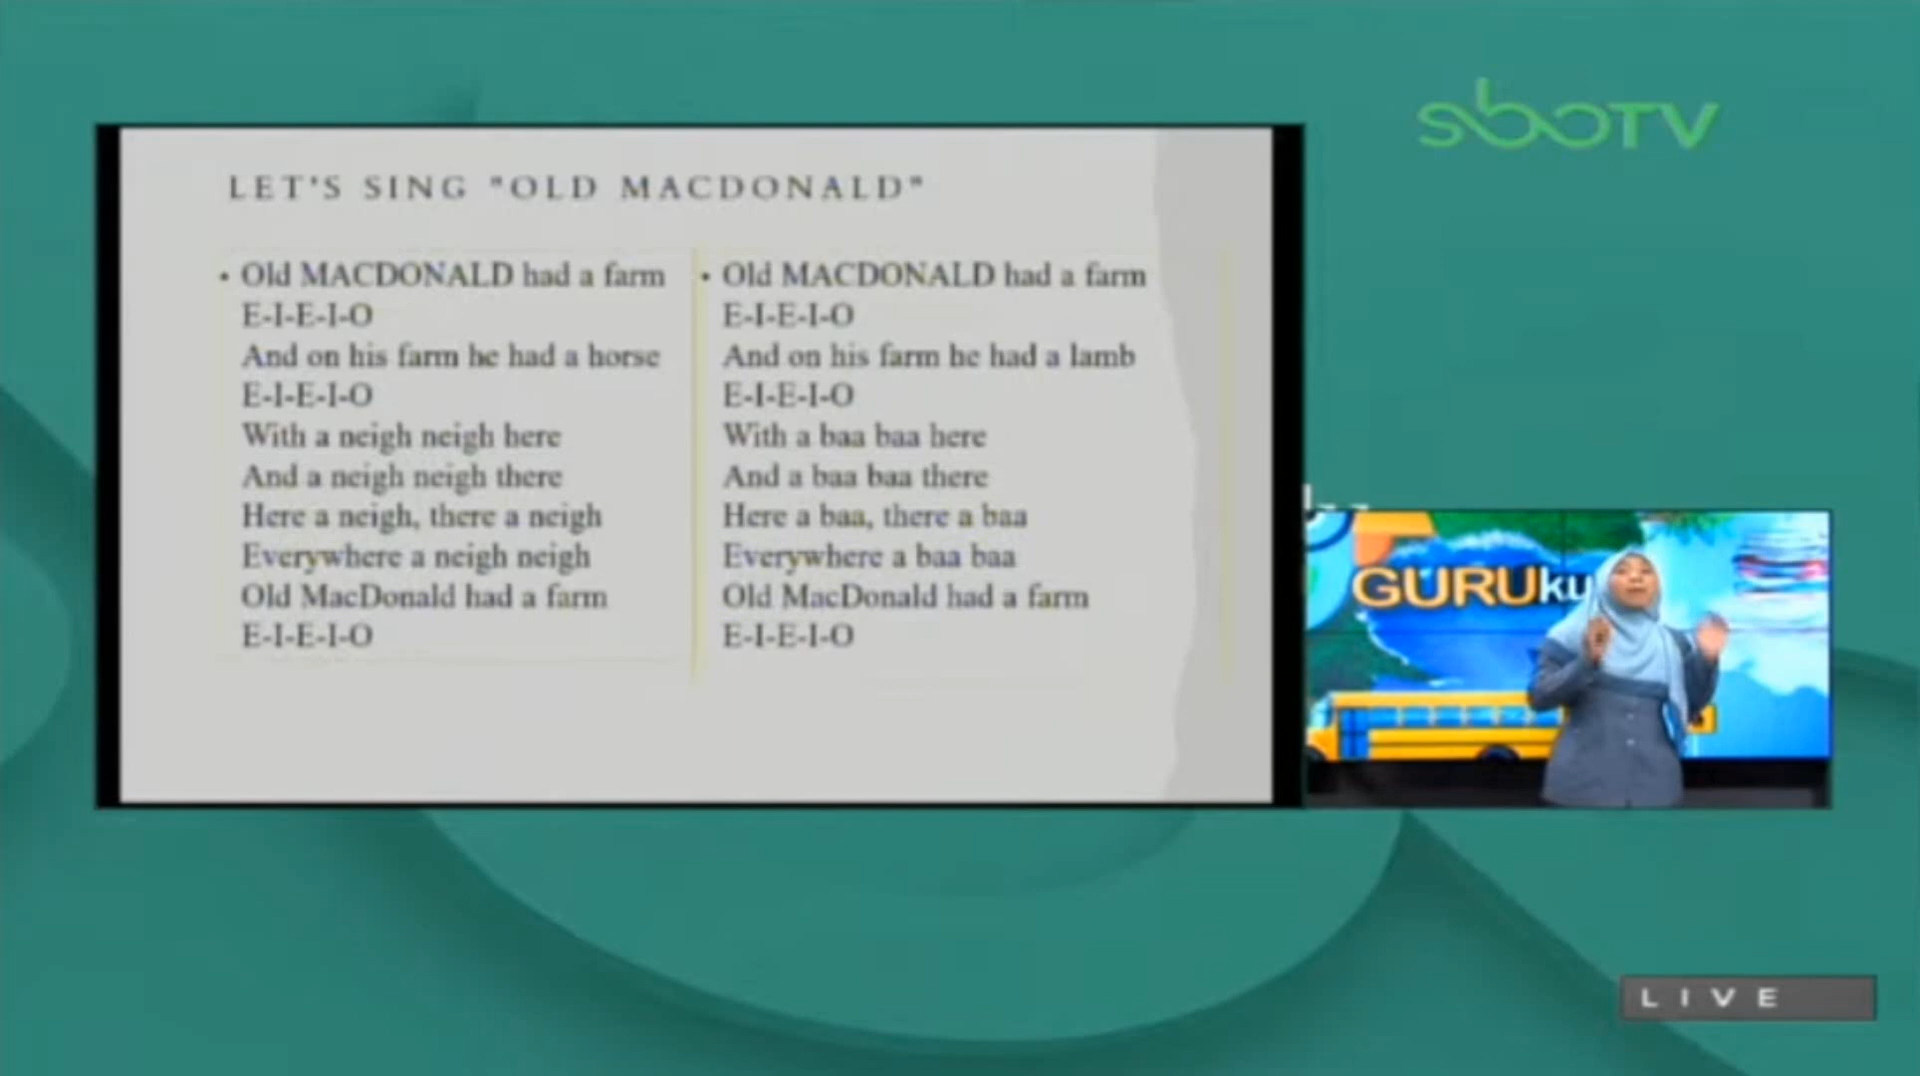 sboTV
LET'S SING "OLD MACDONALD"
• Old MACDONALD had a farm
E-I-E-I-O
And on his farm he had a horse
E-I-E-I-O
With a neigh neigh here
And a neigh neigh there
Here a neigh, there a neigh
Everywhere a neigh neigh
Old MacDonald had a farm
E-I-E-I-O
• Old MACDONALD had a farm
E-I-E-I-O
And on his farm he had a lamb
E-I-E-I-O
With a baa baa here
And a baa baa there
Here a baa, there a baa
Everywhere a baa baa
Old MacDonald had a farm
E-I-E-I-O
GURUku
LIVE